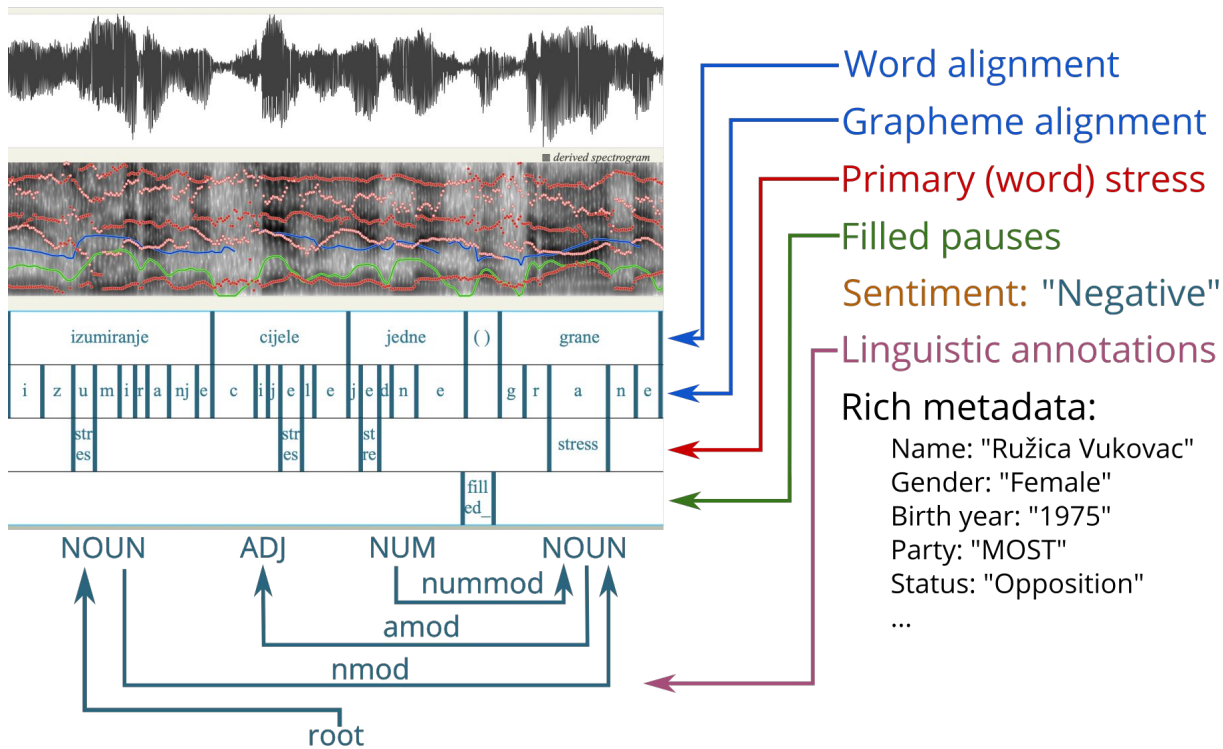 derived spectrogram
izumiranje cijele jedne ( ) grane
i z u m i r a nj e c i j e l e j e d n e g r a n e
str
es
str
es
st
re
stress
fill
ed_
NOUN ADJ NUM NOUN
nummod
amod
nmod
root
Word alignment
Grapheme alignment
Primary (word) stress
Filled pauses
Sentiment: "Negative"
Linguistic annotations
Rich metadata:
Name: "Ružica Vukovac"
Gender: "Female"
Birth year: "1975"
Party: "MOST"
Status: "Opposition"
...